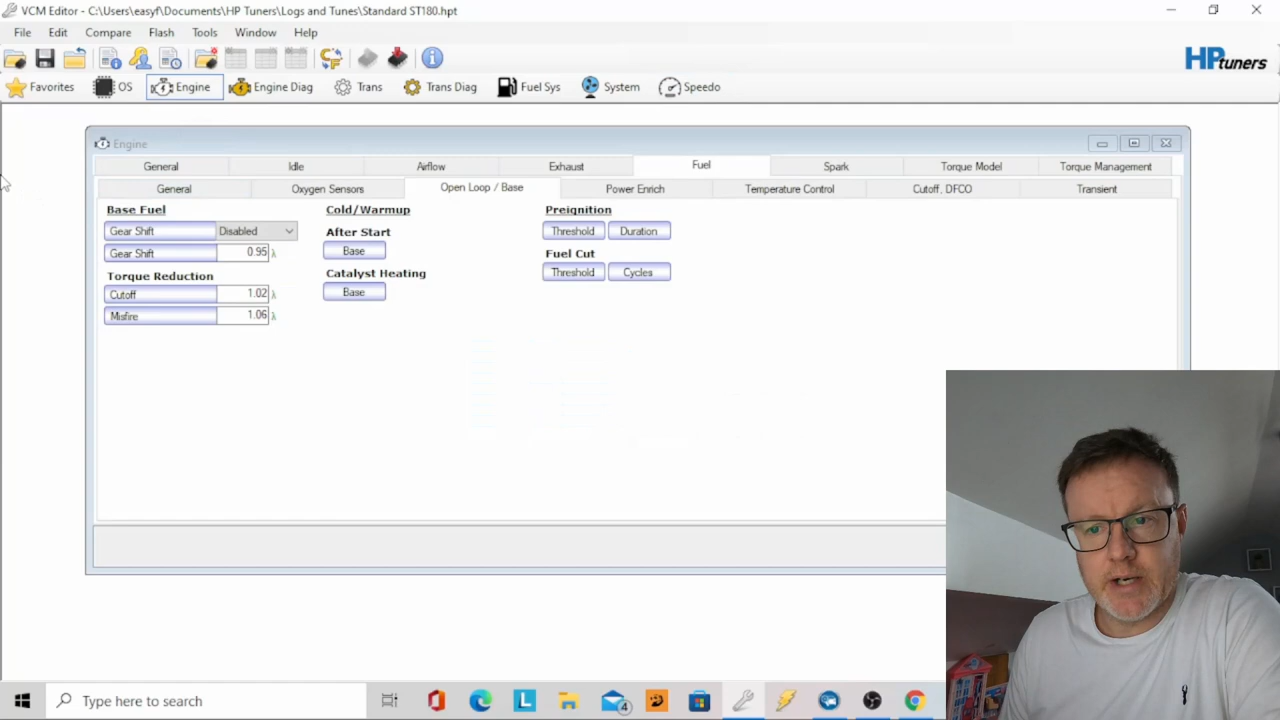 VCM Editor - C:\Users\easyf\Documents\HP Tuners\Logs and Tunes\Standard ST180.hpt
File Edit Compare Flash Tools Window Help
HPtuners
Favorites OS Engine Engine Diag Trans Trans Diag Fuel Sys System Speedo
Engine
General Idle Airflow Exhaust Fuel Spark Torque Model Torque Management
General Oxygen Sensors Open Loop / Base Power Enrich Temperature Control Cutoff, DFCO Transient
Base Fuel Cold/Warmup Preignition
Gear Shift Disabled After Start Threshold Duration
Gear Shift 0.95 λ Base Fuel Cut
Torque Reduction Catalyst Heating Threshold Cycles
Cutoff 1.02 λ Base
Misfire 1.06 λ
Type here to search
L
4